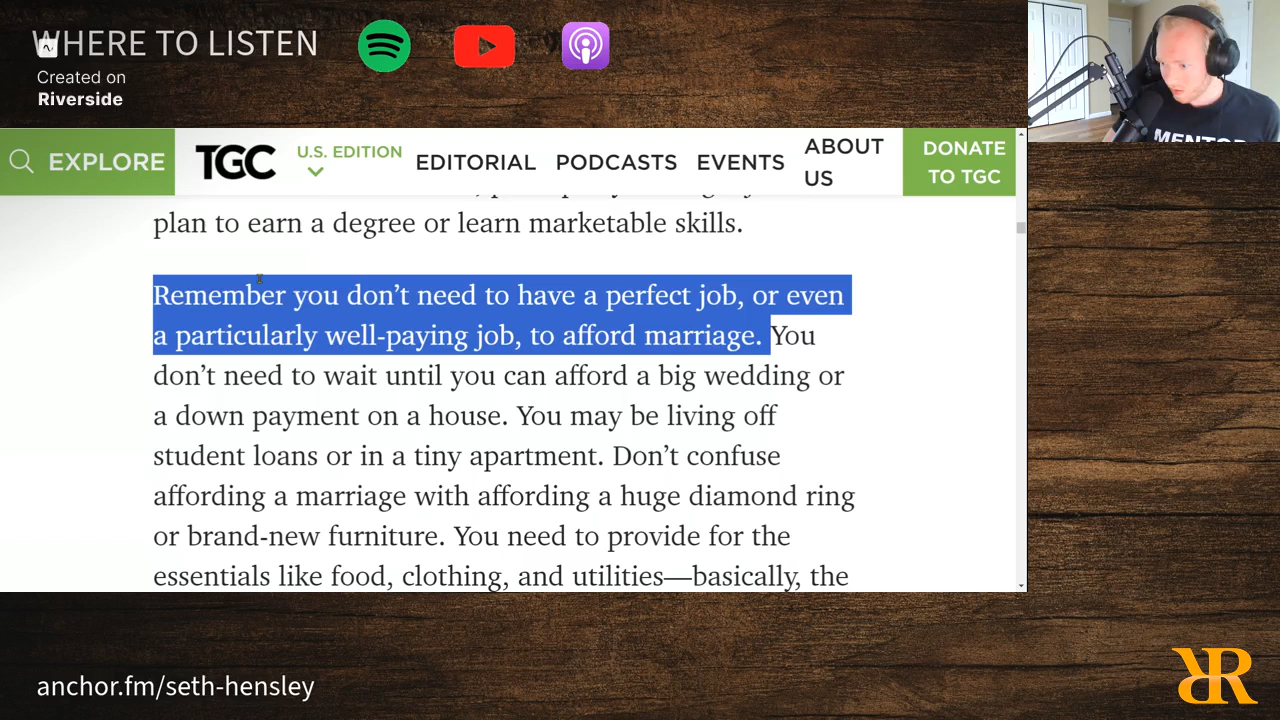 WHERE TO LISTEN
Created on
Riverside
EXPLORE
TGC
U.S. EDITION
EDITORIAL
PODCASTS
EVENTS
ABOUT
US
DONATE
TO TGC
plan to earn a degree or learn marketable skills.
Remember you don’t need to have a perfect job, or even
a particularly well-paying job, to afford marriage. You
don’t need to wait until you can afford a big wedding or
a down payment on a house. You may be living off
student loans or in a tiny apartment. Don’t confuse
affording a marriage with affording a huge diamond ring
or brand-new furniture. You need to provide for the
essentials like food, clothing, and utilities—basically, the
anchor.fm/seth-hensley